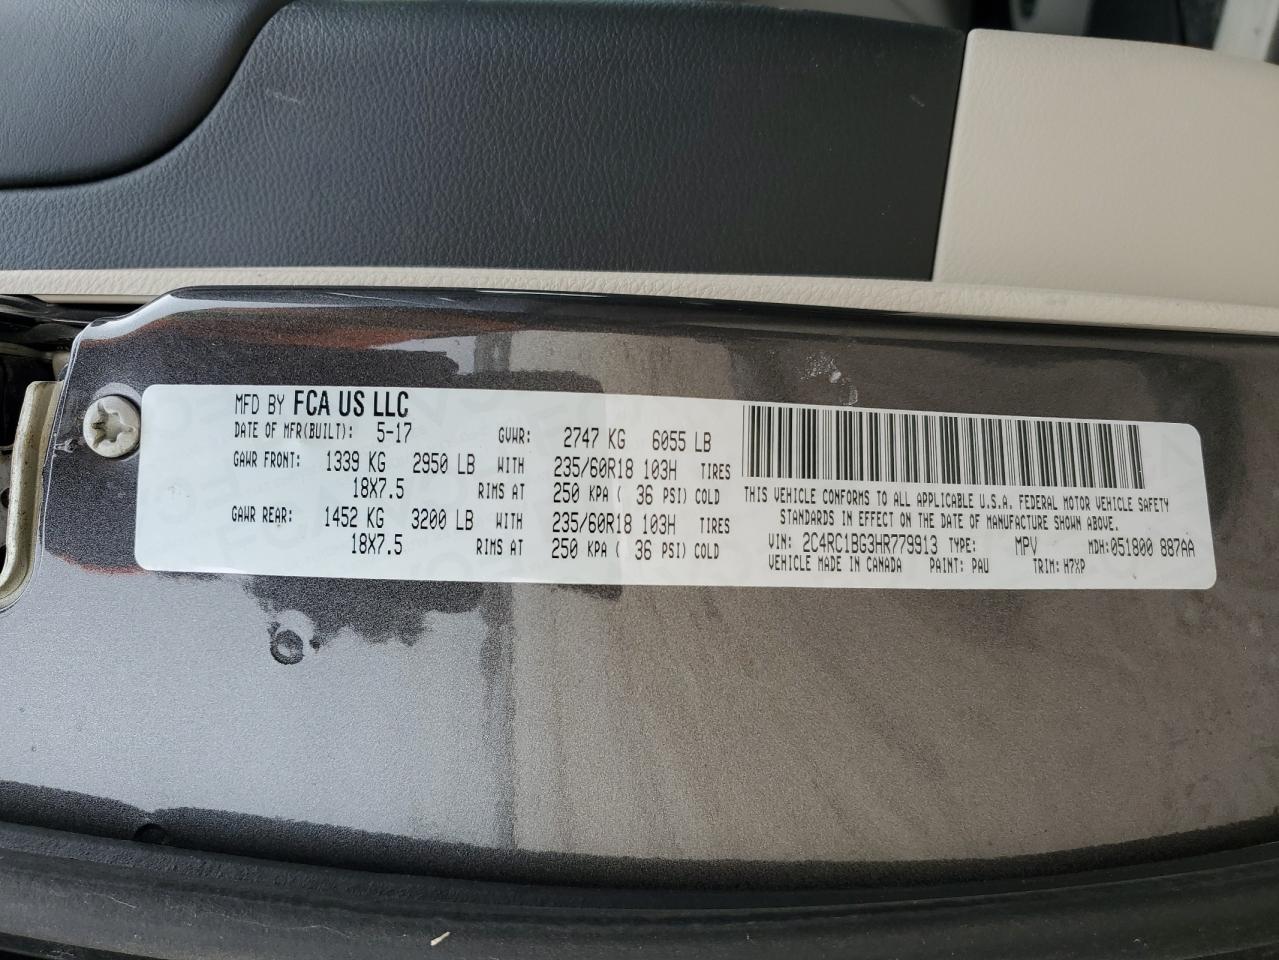 MFD BY FCA US LLC
DATE OF MFR(BUILT): 5-17 GVWR: 2747 KG 6055 LB
GAWR FRONT: 1339 KG 2950 LB WITH 235/60R18 103H TIRES
18X7.5 RIMS AT 250 KPA ( 36 PSI) COLD
GAWR REAR: 1452 KG 3200 LB WITH 235/60R18 103H TIRES
18X7.5 RIMS AT 250 KPA ( 36 PSI) COLD
THIS VEHICLE CONFORMS TO ALL APPLICABLE U.S.A. FEDERAL MOTOR VEHICLE SAFETY
STANDARDS IN EFFECT ON THE DATE OF MANUFACTURE SHOWN ABOVE.
VIN: 2C4RC1BG3HR779913 TYPE: MPV MDH: 051800 887AA
VEHICLE MADE IN CANADA PAINT: PAU TRIM: H7XP